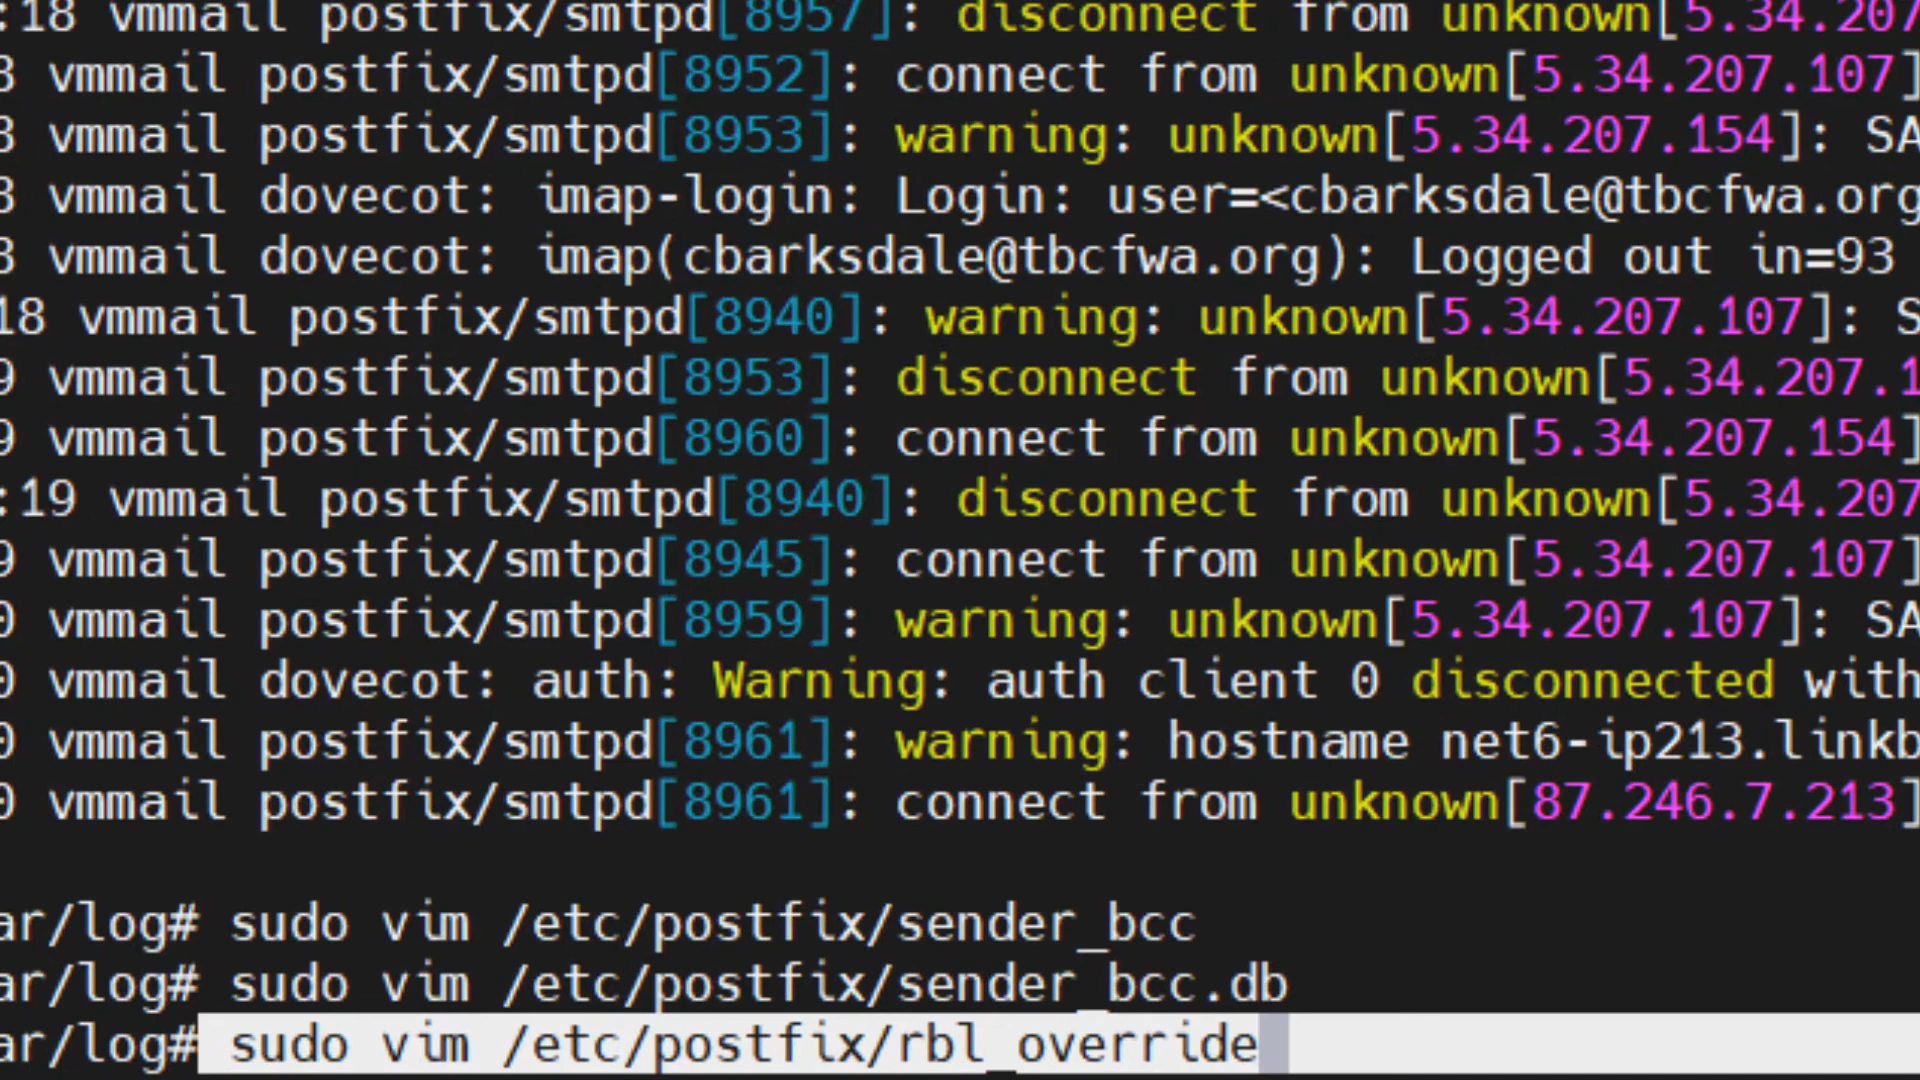 :18 vmmail postfix/smtpd[8957]: disconnect from unknown[5.34.207
8 vmmail postfix/smtpd[8952]: connect from unknown[5.34.207.107]
8 vmmail postfix/smtpd[8953]: warning: unknown[5.34.207.154]: SA
8 vmmail dovecot: imap-login: Login: user=<cbarksdale@tbcfwa.org
8 vmmail dovecot: imap(cbarksdale@tbcfwa.org): Logged out in=93
18 vmmail postfix/smtpd[8940]: warning: unknown[5.34.207.107]: S
9 vmmail postfix/smtpd[8953]: disconnect from unknown[5.34.207.1
9 vmmail postfix/smtpd[8960]: connect from unknown[5.34.207.154]
:19 vmmail postfix/smtpd[8940]: disconnect from unknown[5.34.207
9 vmmail postfix/smtpd[8945]: connect from unknown[5.34.207.107]
0 vmmail postfix/smtpd[8959]: warning: unknown[5.34.207.107]: SA
0 vmmail dovecot: auth: Warning: auth client 0 disconnected with
0 vmmail postfix/smtpd[8961]: warning: hostname net6-ip213.linkb
0 vmmail postfix/smtpd[8961]: connect from unknown[87.246.7.213]
ar/log# sudo vim /etc/postfix/sender_bcc
ar/log# sudo vim /etc/postfix/sender_bcc.db
ar/log# sudo vim /etc/postfix/rbl_override